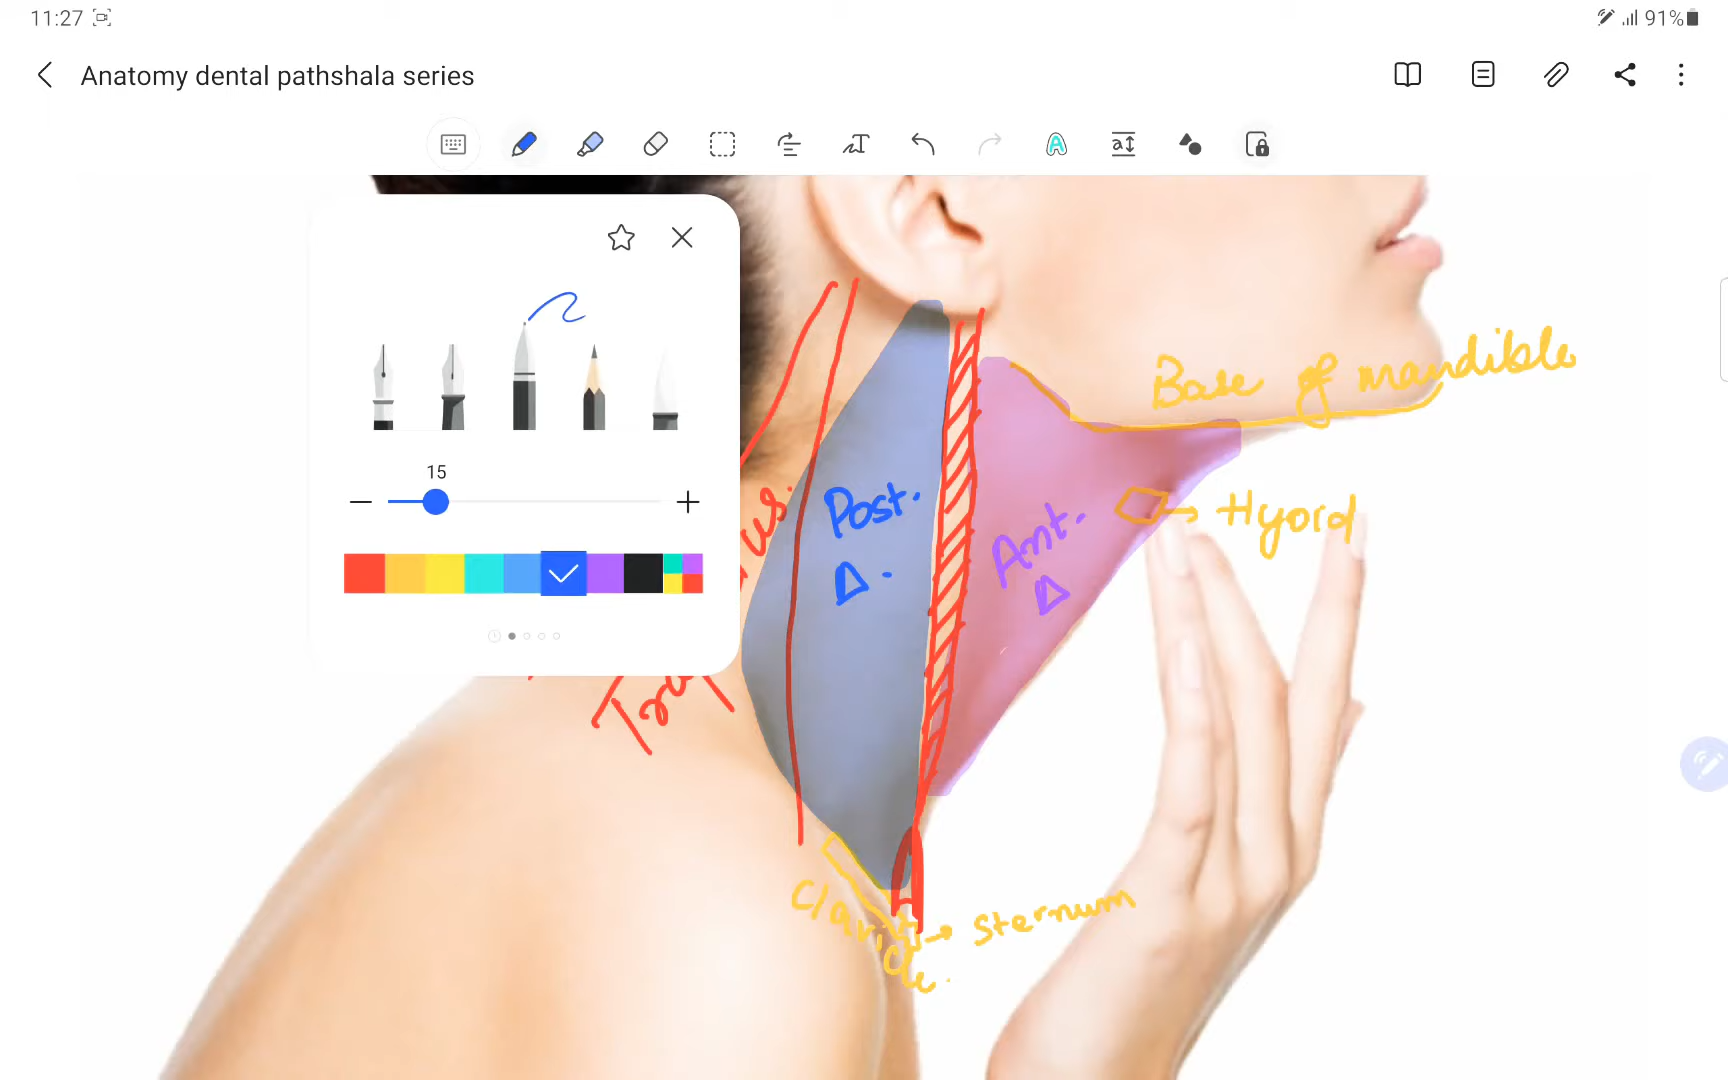 11:27
91%
Anatomy dental pathshala series
15
Base of mandible
Post.
Δ.
Ant.
Δ
→ Hyoid
Clavicle.
→ sternum